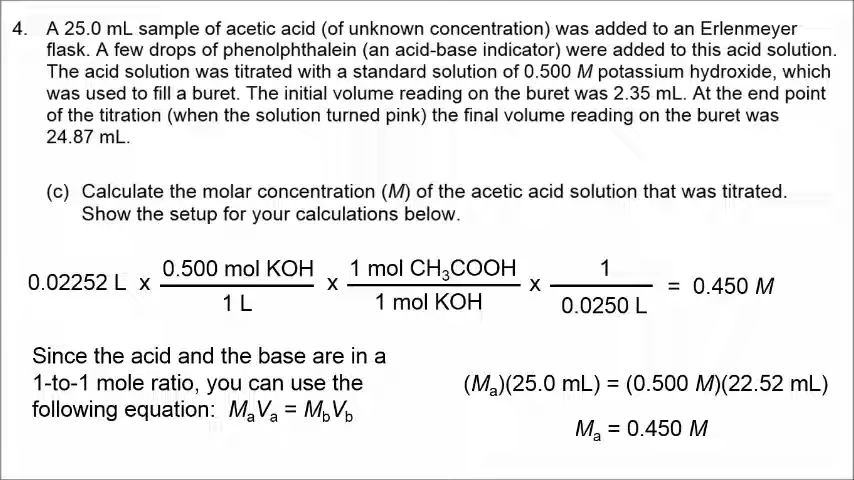 4. A 25.0 mL sample of acetic acid (of unknown concentration) was added to an Erlenmeyer
flask. A few drops of phenolphthalein (an acid-base indicator) were added to this acid solution.
The acid solution was titrated with a standard solution of 0.500 M potassium hydroxide, which
was used to fill a buret. The initial volume reading on the buret was 2.35 mL. At the end point
of the titration (when the solution turned pink) the final volume reading on the buret was
24.87 mL.
(c) Calculate the molar concentration (M) of the acetic acid solution that was titrated.
Show the setup for your calculations below.
0.02252 L x 0.500 mol KOH / 1 L x 1 mol CH₃COOH / 1 mol KOH x 1 / 0.0250 L = 0.450 M
Since the acid and the base are in a
1-to-1 mole ratio, you can use the
following equation: MₐVₐ = M_bV_b
(Mₐ)(25.0 mL) = (0.500 M)(22.52 mL)
Mₐ = 0.450 M